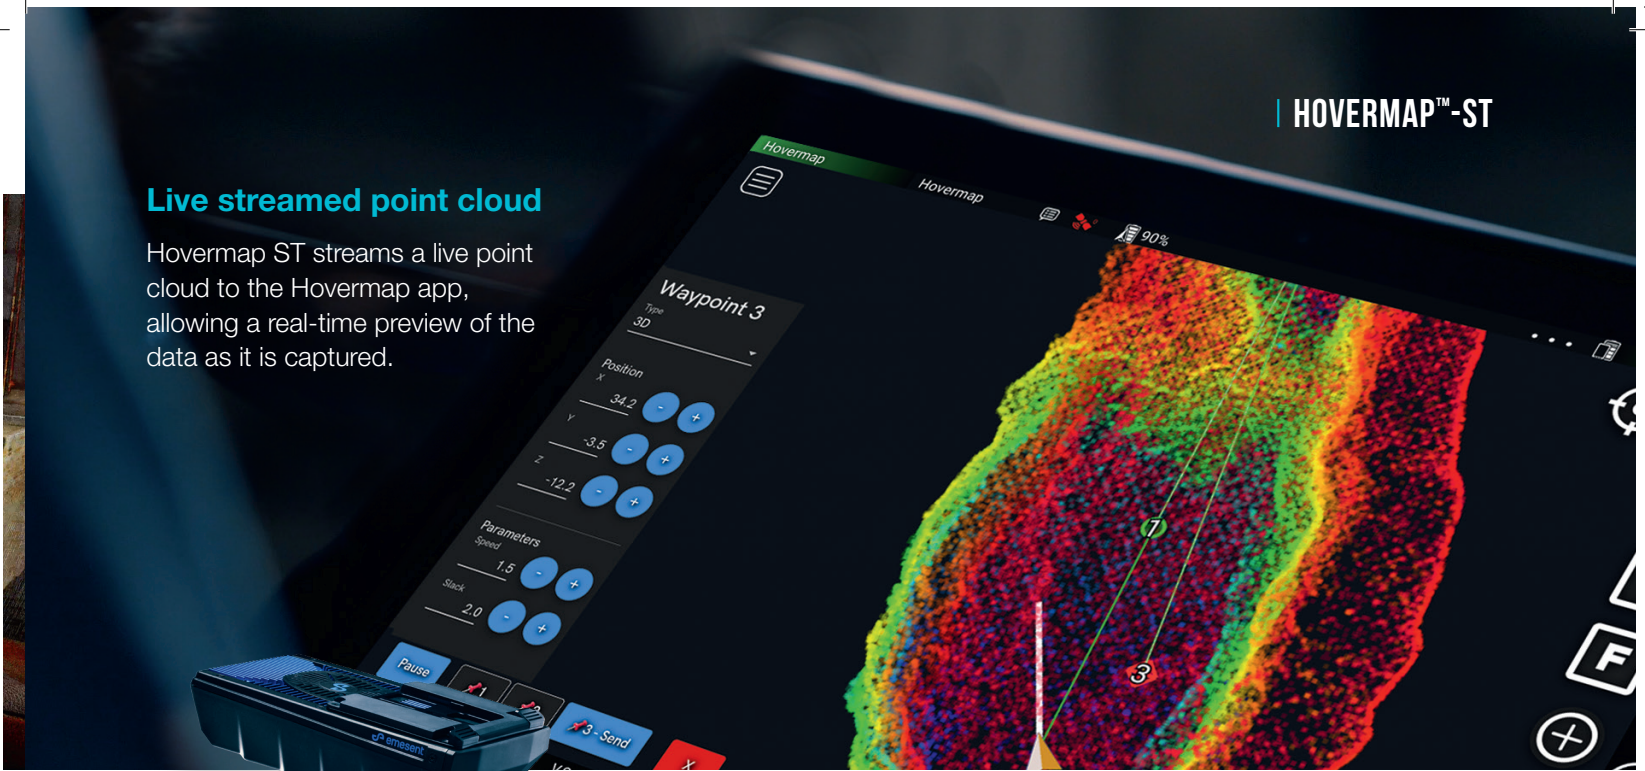 HOVERMAP™-ST
Live streamed point cloud
Hovermap ST streams a live point
cloud to the Hovermap app,
allowing a real-time preview of the
data as it is captured.
Hovermap
Hovermap
90%
Waypoint 3
Type
3D
Position
X
34.2 - +
Y
-3.5 - +
Z
-12.2 - +
Parameters
Speed
1.5 - +
Slack
2.0 - +
Pause
1
3 - Send
X
1
3
F
emesent